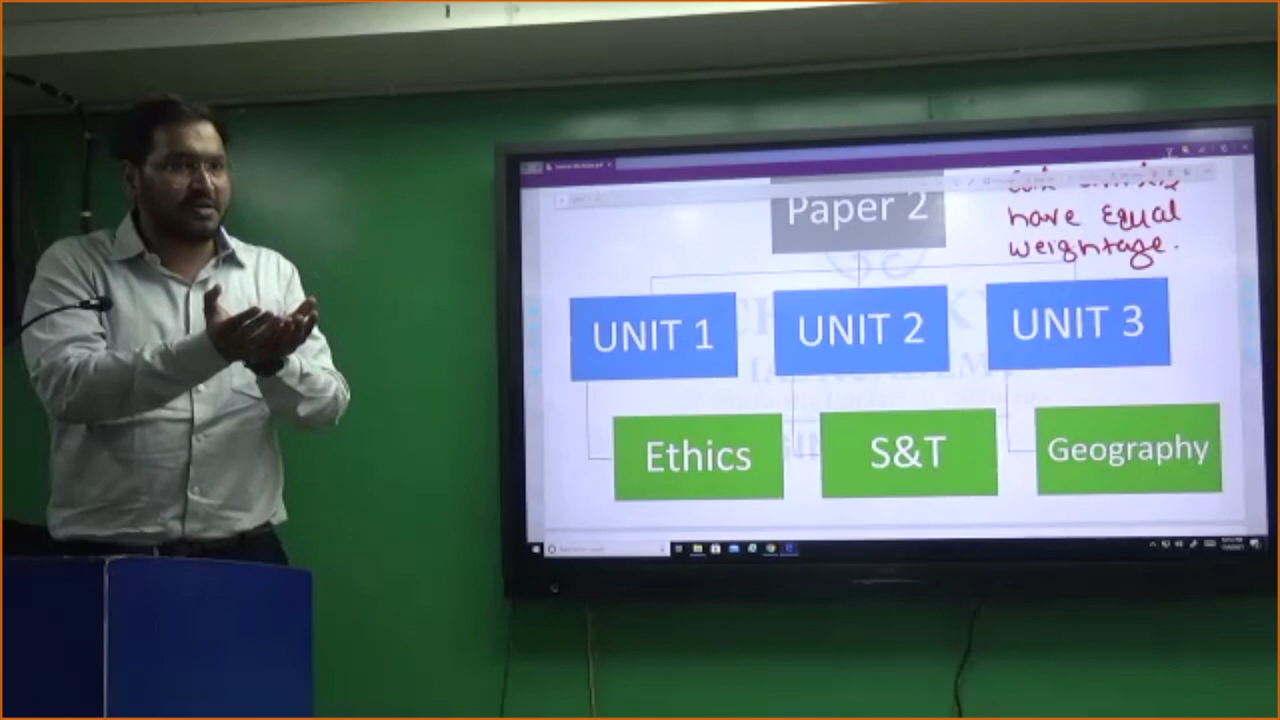 Paper 2
have Equal
weightage.
UNIT 1
UNIT 2
UNIT 3
Ethics
S&T
Geography